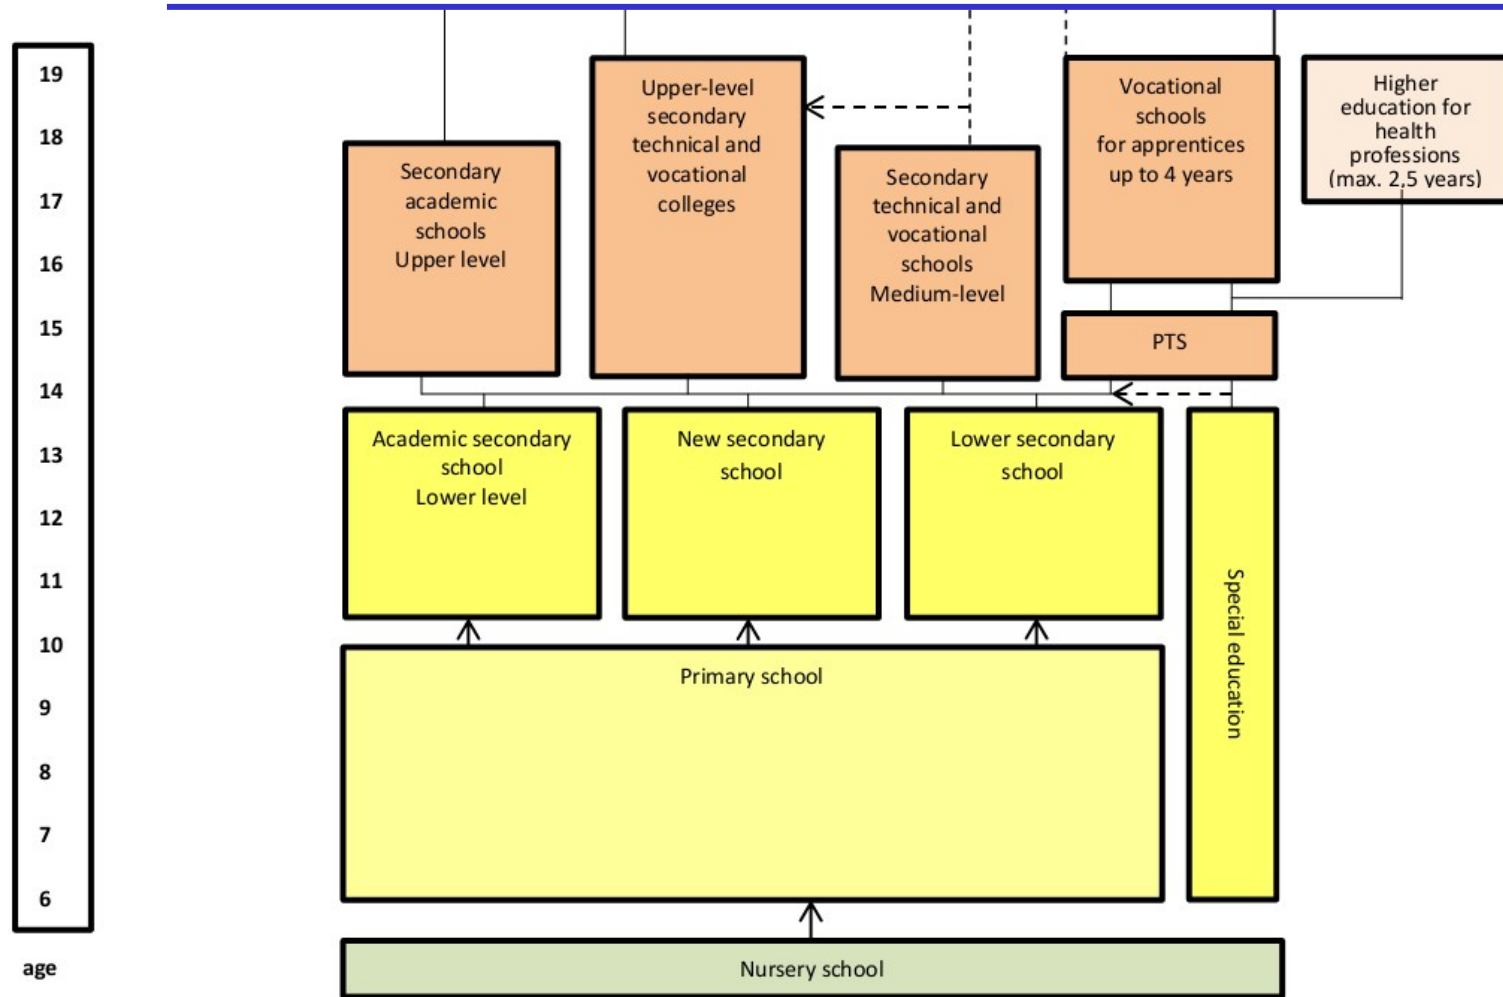 19
18
17
16
15
14
13
12
11
10
9
8
7
6
age
Secondary
academic
schools
Upper level
Upper-level
secondary
technical and
vocational
colleges
Secondary
technical and
vocational
schools
Medium-level
Vocational
schools
for apprentices
up to 4 years
Higher
education for
health
professions
(max. 2,5 years)
PTS
Academic secondary
school
Lower level
New secondary
school
Lower secondary
school
Special education
Primary school
Nursery school